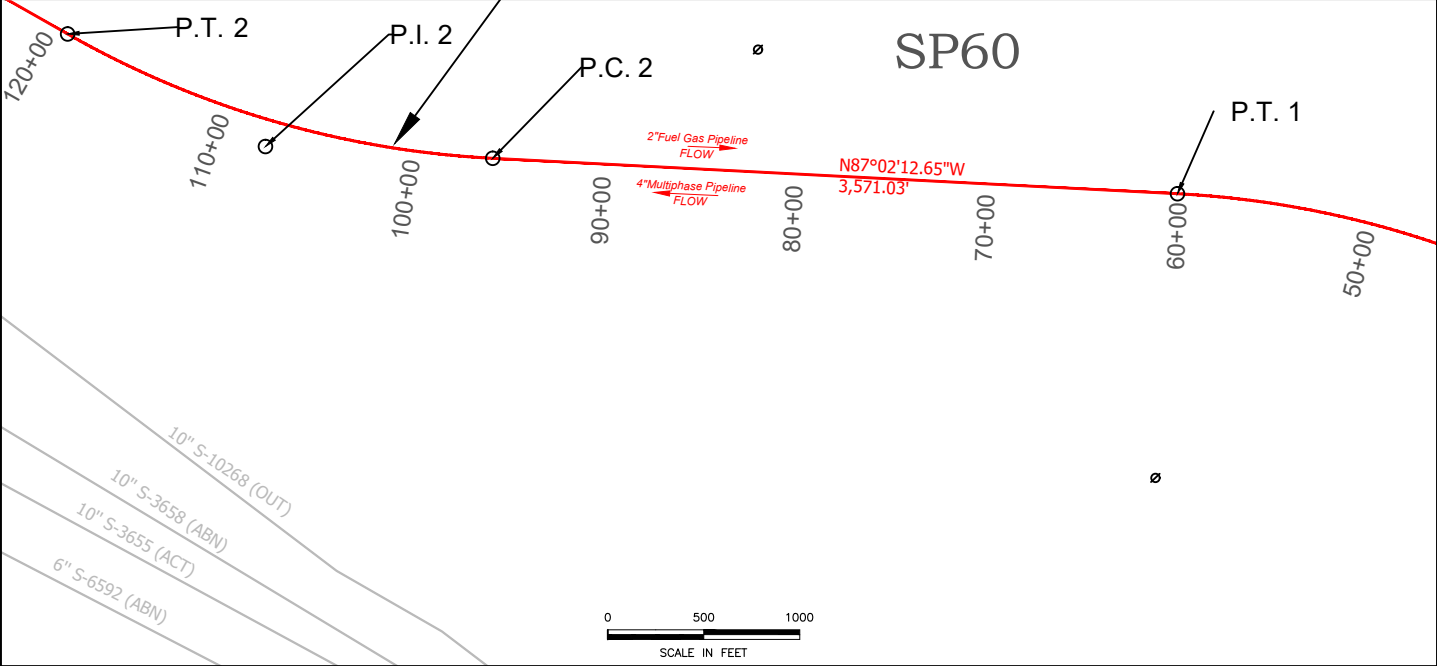 P.T. 2
P.I. 2
P.C. 2
SP60
P.T. 1
120+00
110+00
100+00
2"Fuel Gas Pipeline
FLOW
4"Multiphase Pipeline
FLOW
N87°02'12.65"W
3,571.03'
90+00
80+00
70+00
60+00
50+00
10" S-10268 (OUT)
10" S-3658 (ABN)
10" S-3655 (ACT)
6" S-6592 (ABN)
0 500 1000
SCALE IN FEET